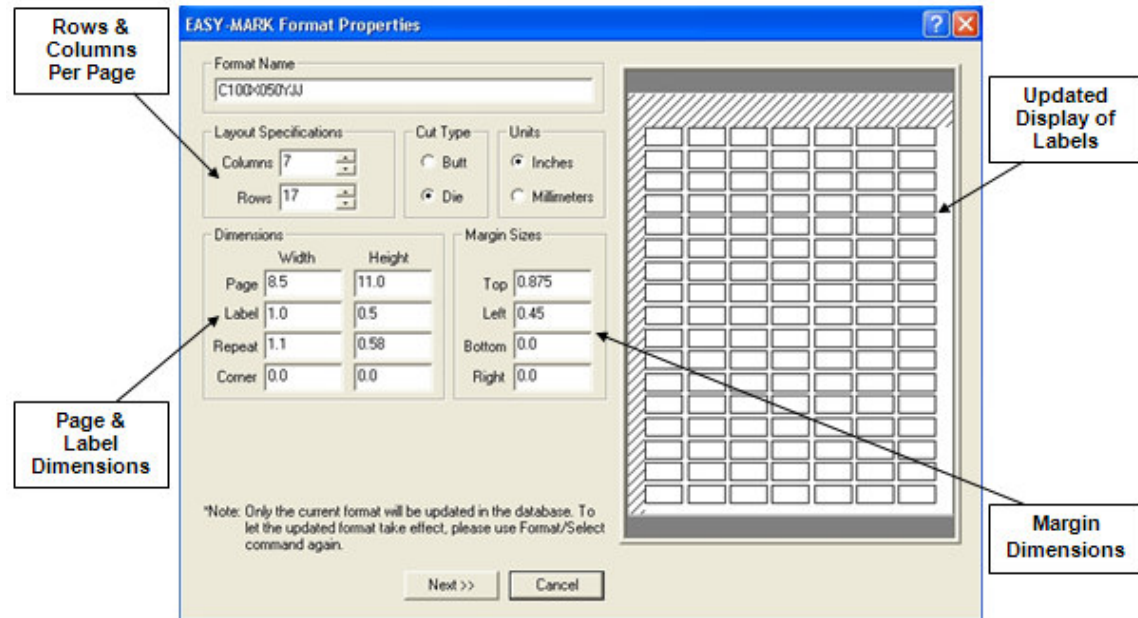 Rows &
Columns
Per Page
EASY-MARK Format Properties
Format Name
C100X050YJJ
Layout Specifications
Columns 7
Rows 17
Cut Type
Butt
Die
Units
Inches
Millimeters
Updated
Display of
Labels
Dimensions
Width Height
Page 8.5 11.0
Label 1.0 0.5
Repeat 1.1 0.58
Corner 0.0 0.0
Margin Sizes
Top 0.875
Left 0.45
Bottom 0.0
Right 0.0
Page &
Label
Dimensions
*Note: Only the current format will be updated in the database. To
let the updated format take effect, please use Format/Select
command again.
Margin
Dimensions
Next >>
Cancel